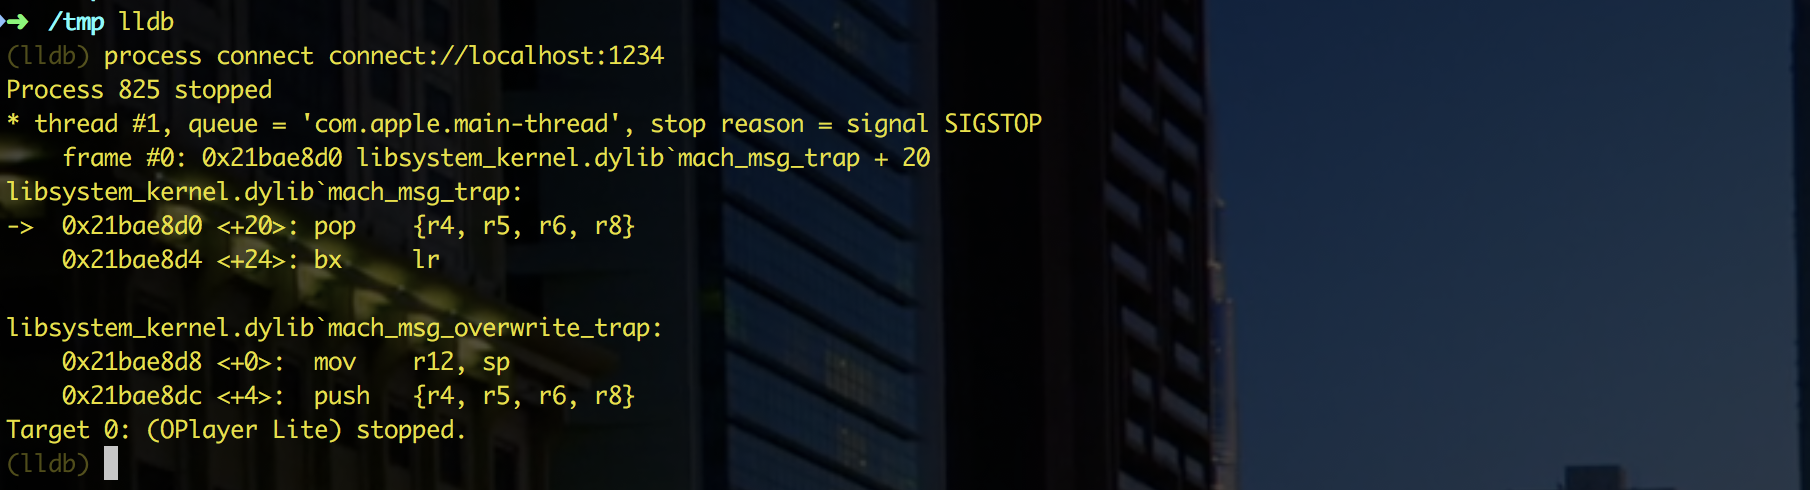 ➜ /tmp lldb
(lldb) process connect connect://localhost:1234
Process 825 stopped
* thread #1, queue = 'com.apple.main-thread', stop reason = signal SIGSTOP
    frame #0: 0x21bae8d0 libsystem_kernel.dylib`mach_msg_trap + 20
libsystem_kernel.dylib`mach_msg_trap:
->  0x21bae8d0 <+20>: pop    {r4, r5, r6, r8}
    0x21bae8d4 <+24>: bx     lr

libsystem_kernel.dylib`mach_msg_overwrite_trap:
    0x21bae8d8 <+0>:  mov    r12, sp
    0x21bae8dc <+4>:  push   {r4, r5, r6, r8}
Target 0: (OPlayer Lite) stopped.
(lldb)